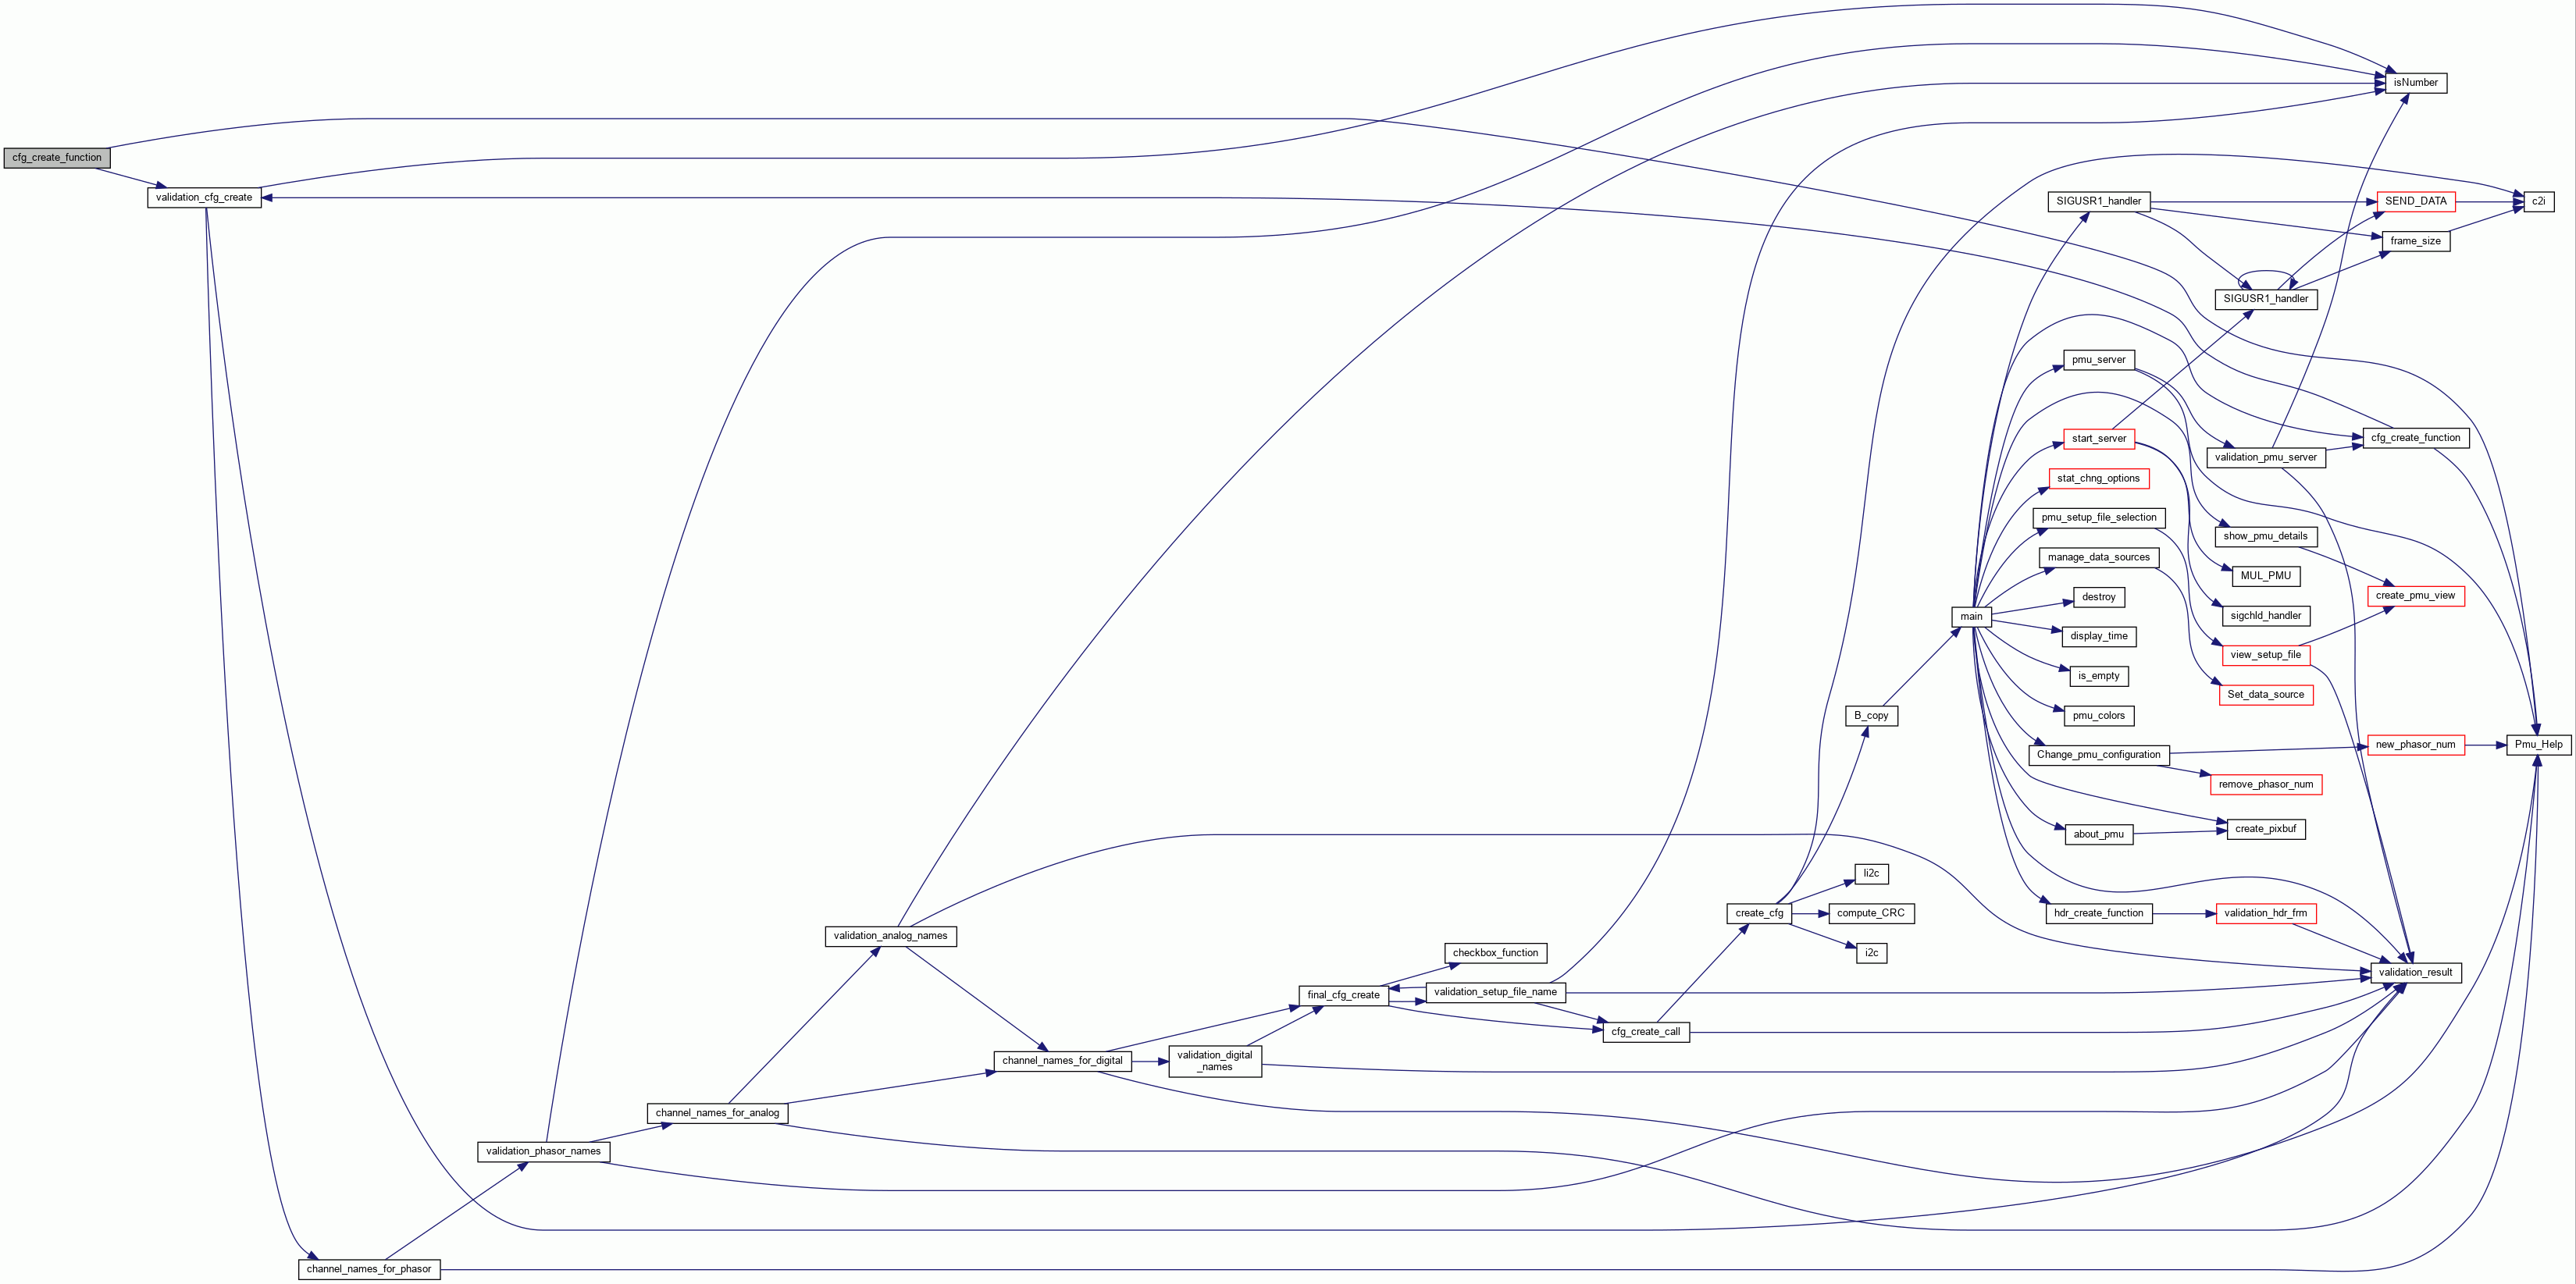 isNumber
cfg_create_function
validation_cfg_create
SIGUSR1_handler
SEND_DATA
c2i
frame_size
SIGUSR1_handler
pmu_server
start_server
cfg_create_function
validation_pmu_server
stat_chng_options
pmu_setup_file_selection
show_pmu_details
manage_data_sources
MUL_PMU
destroy
create_pmu_view
main
sigchld_handler
display_time
view_setup_file
is_empty
Set_data_source
B_copy
pmu_colors
Change_pmu_configuration
new_phasor_num
Pmu_Help
remove_phasor_num
about_pmu
create_pixbuf
li2c
create_cfg
compute_CRC
hdr_create_function
validation_hdr_frm
validation_analog_names
checkbox_function
i2c
validation_result
final_cfg_create
validation_setup_file_name
cfg_create_call
channel_names_for_digital
validation_digital
_names
channel_names_for_analog
validation_phasor_names
channel_names_for_phasor